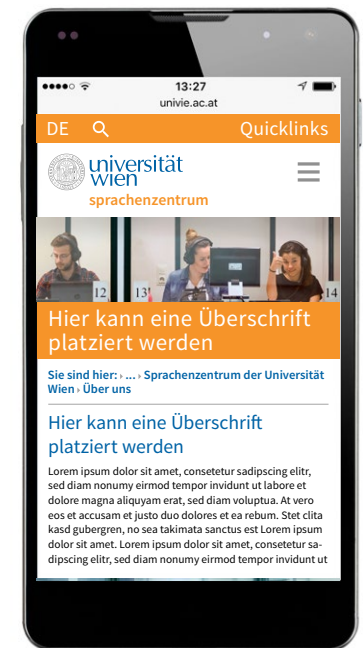 13:27
univie.ac.at
DE Quicklinks
universität
wien
sprachenzentrum
12 13 14
Hier kann eine Überschrift
platziert werden
Sie sind hier: › ... › Sprachenzentrum der Universität
Wien › Über uns
Hier kann eine Überschrift
platziert werden
Lorem ipsum dolor sit amet, consetetur sadipscing elitr,
sed diam nonumy eirmod tempor invidunt ut labore et
dolore magna aliquyam erat, sed diam voluptua. At vero
eos et accusam et justo duo dolores et ea rebum. Stet clita
kasd gubergren, no sea takimata sanctus est Lorem ipsum
dolor sit amet. Lorem ipsum dolor sit amet, consetetur sa-
dipscing elitr, sed diam nonumy eirmod tempor invidunt ut